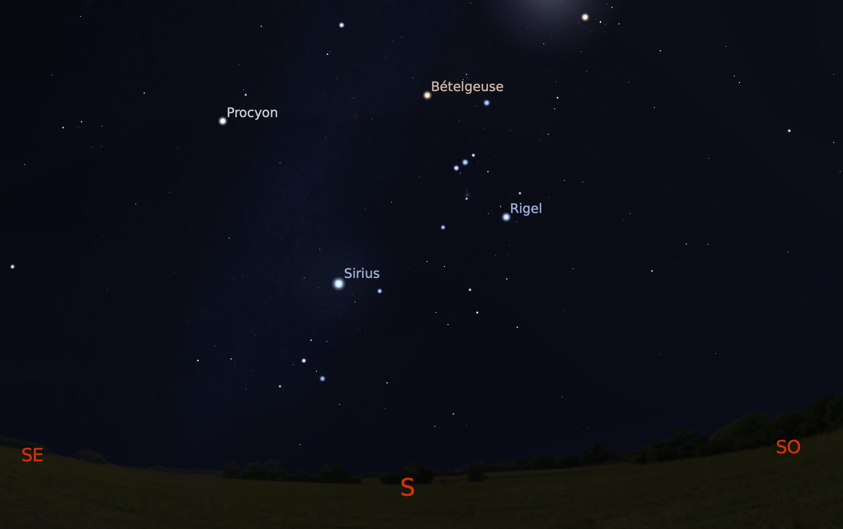 Bételgeuse
Procyon
Rigel
Sirius
SE
S
SO